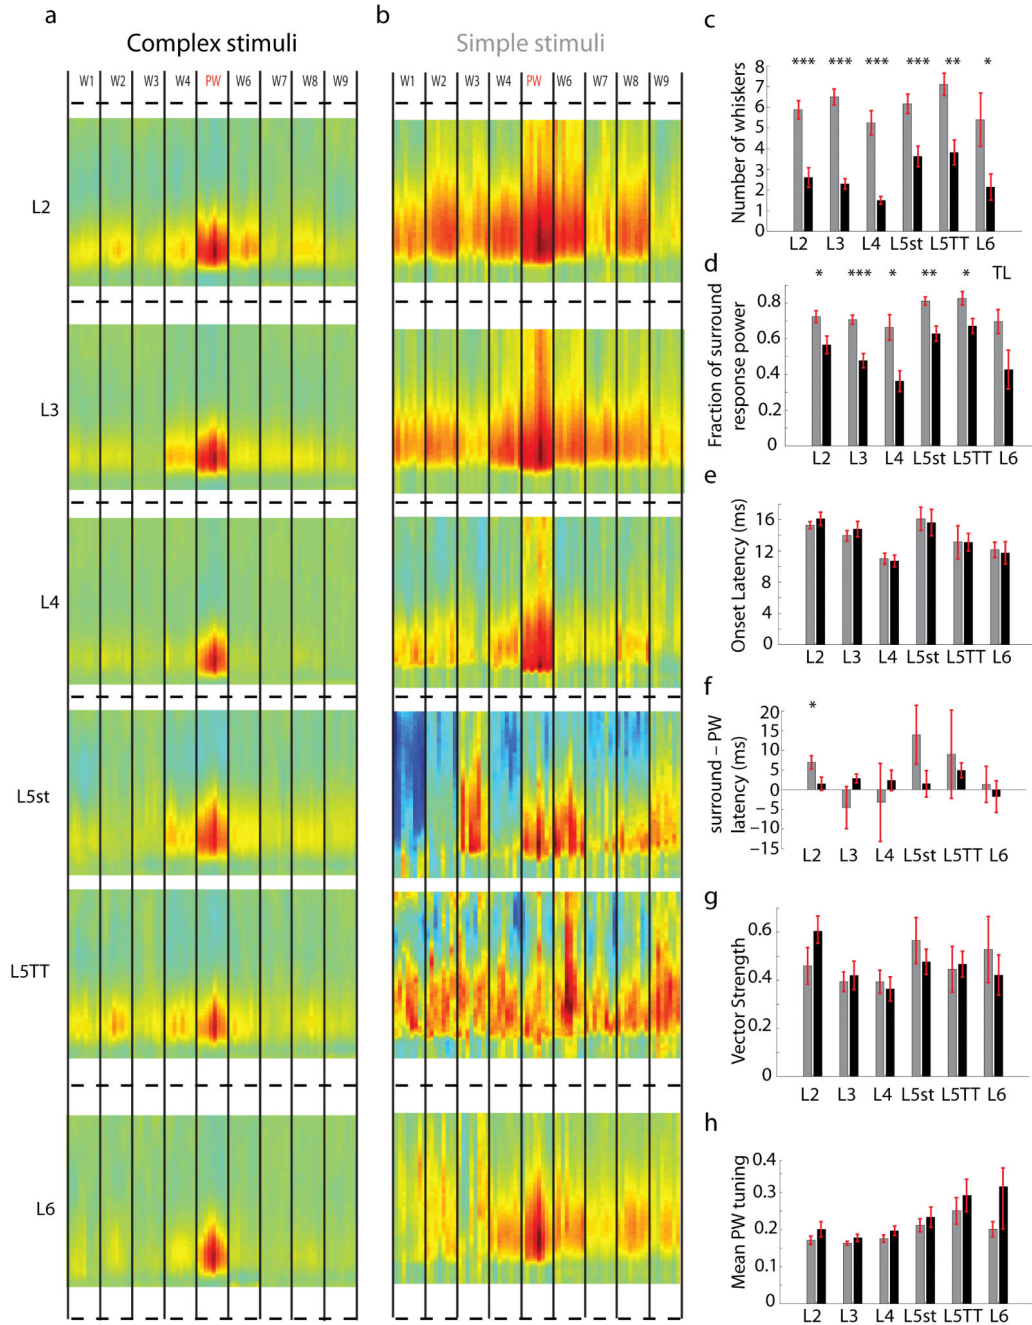 a
Complex stimuli
W1 W2 W3 W4 PW W6 W7 W8 W9
L2
L3
L4
L5st
L5TT
L6
b
Simple stimuli
W1 W2 W3 W4 PW W6 W7 W8 W9
c
Number of whiskers
*** *** *** *** ** *
8
7
6
5
4
3
2
1
0
L2 L3 L4 L5st L5TT L6
d
Fraction of surround
response power
* *** * ** * TL
0.8
0.6
0.4
0.2
0
L2 L3 L4 L5st L5TT L6
e
Onset Latency (ms)
16
12
8
4
0
L2 L3 L4 L5st L5TT L6
f
surround – PW
latency (ms)
*
20
15
10
5
0
−5
−10
−15
L2 L3 L4 L5st L5TT L6
g
Vector Strength
0.6
0.4
0.2
0
L2 L3 L4 L5st L5TT L6
h
Mean PW tuning
0.4
0.3
0.2
0.1
0
L2 L3 L4 L5st L5TT L6